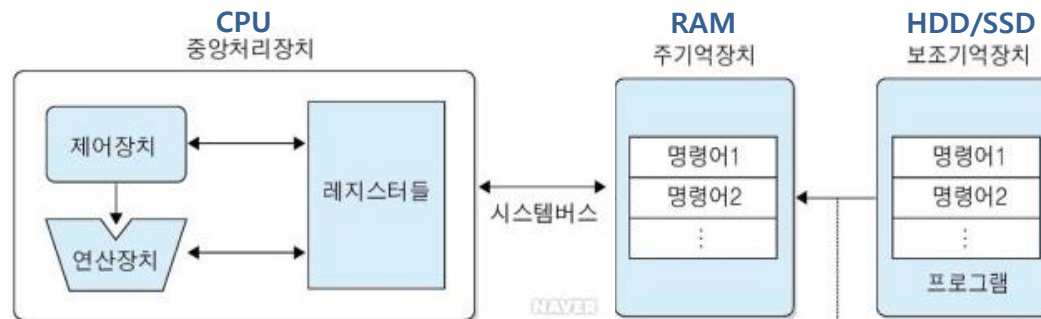 CPU
중앙처리장치
제어장치
연산장치
레지스터들
시스템버스
NAVER
RAM
주기억장치
명령어1
명령어2
⋮
HDD/SSD
보조기억장치
명령어1
명령어2
⋮
프로그램